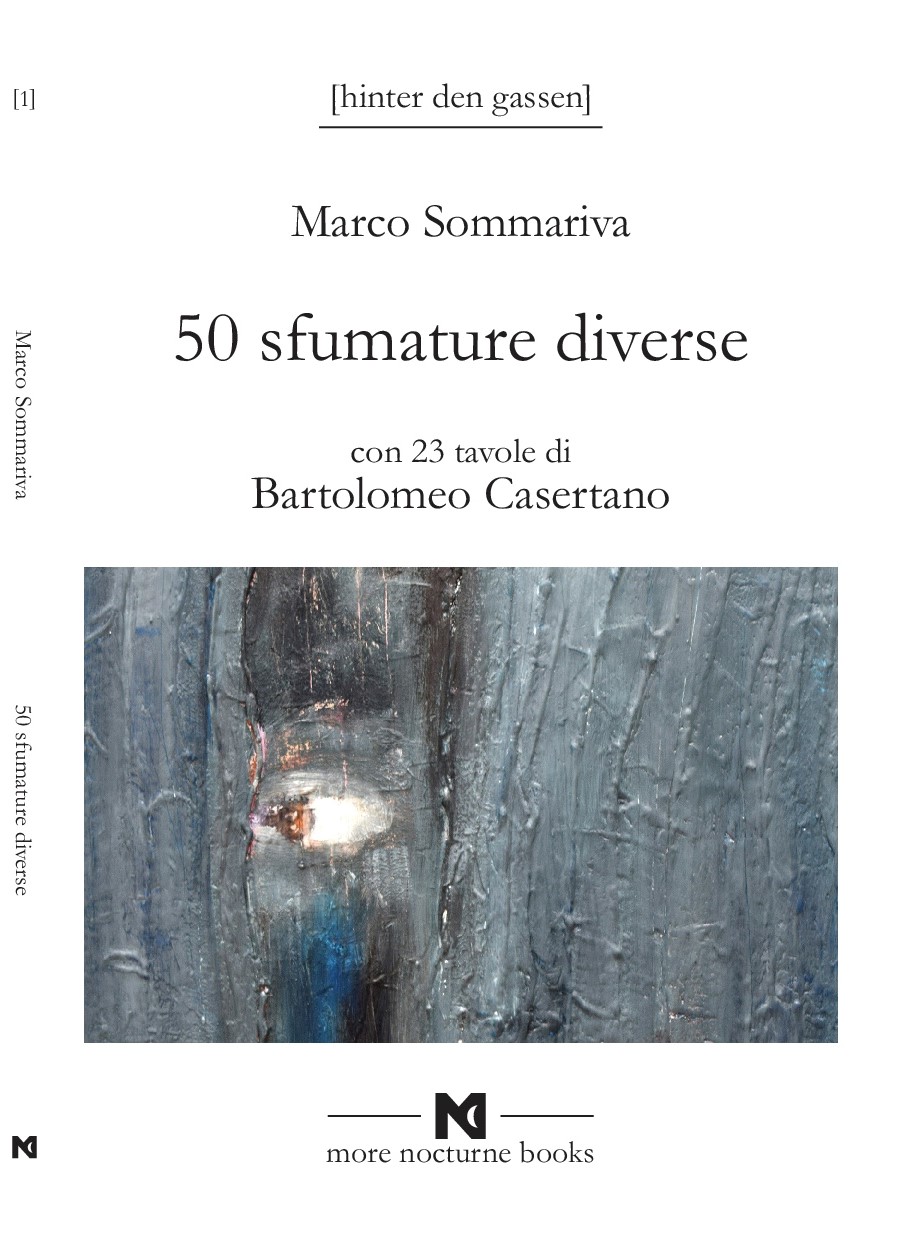 [1]
Marco Sommariva
50 sfumature diverse
[hinter den gassen]
Marco Sommariva
50 sfumature diverse
con 23 tavole di
Bartolomeo Casertano
more nocturne books